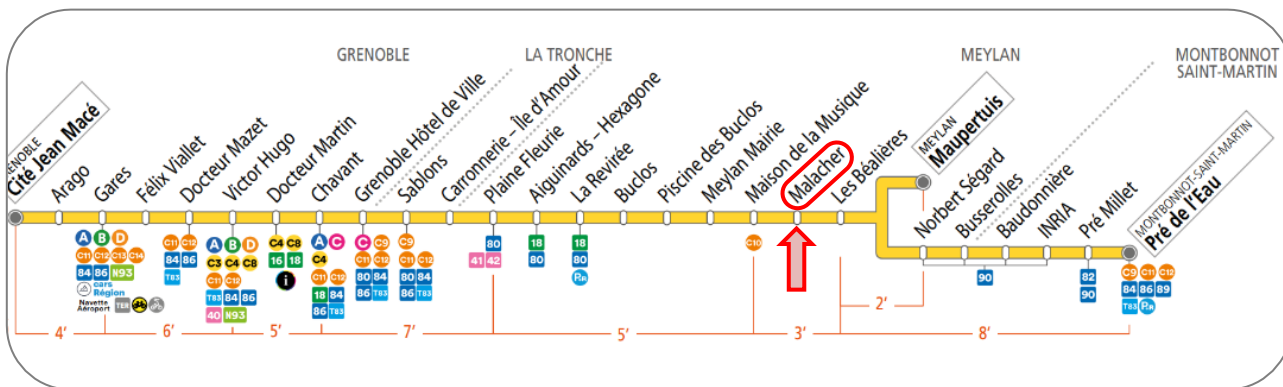 GRENOBLE
LA TRONCHE
MEYLAN
MONTBONNOT
SAINT-MARTIN
GRENOBLE
Cité Jean Macé
Arago
Gares
Félix Viallet
Docteur Mazet
Victor Hugo
Docteur Martin
Chavant
Grenoble Hôtel de Ville
Sablons
Carronnerie – Île d'Amour
Plaine Fleurie
Aiguinards – Hexagone
La Revirée
Buclos
Piscine des Buclos
Meylan Mairie
Maison de la Musique
Malacher
Les Béalières
MEYLAN
Maupertuis
Norbert Ségard
Busserolles
Baudonnière
INRIA
Pré Millet
MONTBONNOT-SAINT-MARTIN
Pré de l'Eau
A B D
C11 C12 C13 C14
84 86 N93
cars
Région
Navette
Aéroport
TER
C11 C12
84 86
T83
A B D
C3 C4 C8
C11 C12
T83 84 86
40 N93
C4 C8
16 18
i
A C
C4
C11 C12
18 84
86 T83
C C9
C11 C12
80 84
86 T83
C9
C11 C12
80 84
86 T83
80
41 42
18
80
18
80
P+R
C10
90
82
90
C9 C11 C12
84 86 89
T83 P+R
4' 6' 5' 7' 5' 3' 2' 8'